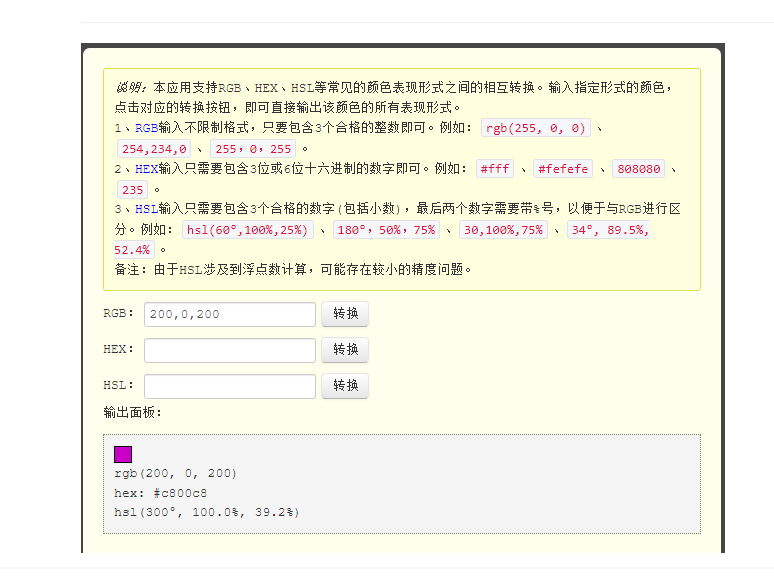 说明：本应用支持RGB、HEX、HSL等常见的颜色表现形式之间的相互转换。输入指定形式的颜色，
点击对应的转换按钮，即可直接输出该颜色的所有表现形式。
1、RGB输入不限制格式，只要包含3个合格的整数即可。例如： rgb(255, 0, 0) 、
254,234,0 、 255，0，255 。
2、HEX输入只需要包含3位或6位十六进制的数字即可。例如： #fff 、 #fefefe 、 808080 、
235 。
3、HSL输入只需要包含3个合格的数字(包括小数)，最后两个数字需要带%号，以便于与RGB进行区
分。例如： hsl(60°,100%,25%) 、 180°，50%，75% 、 30,100%,75% 、 34°, 89.5%,
52.4% 。
备注：由于HSL涉及到浮点数计算，可能存在较小的精度问题。
RGB： 200,0,200 转换
HEX： 转换
HSL： 转换
输出面板：
rgb(200, 0, 200)
hex: #c800c8
hsl(300°, 100.0%, 39.2%)